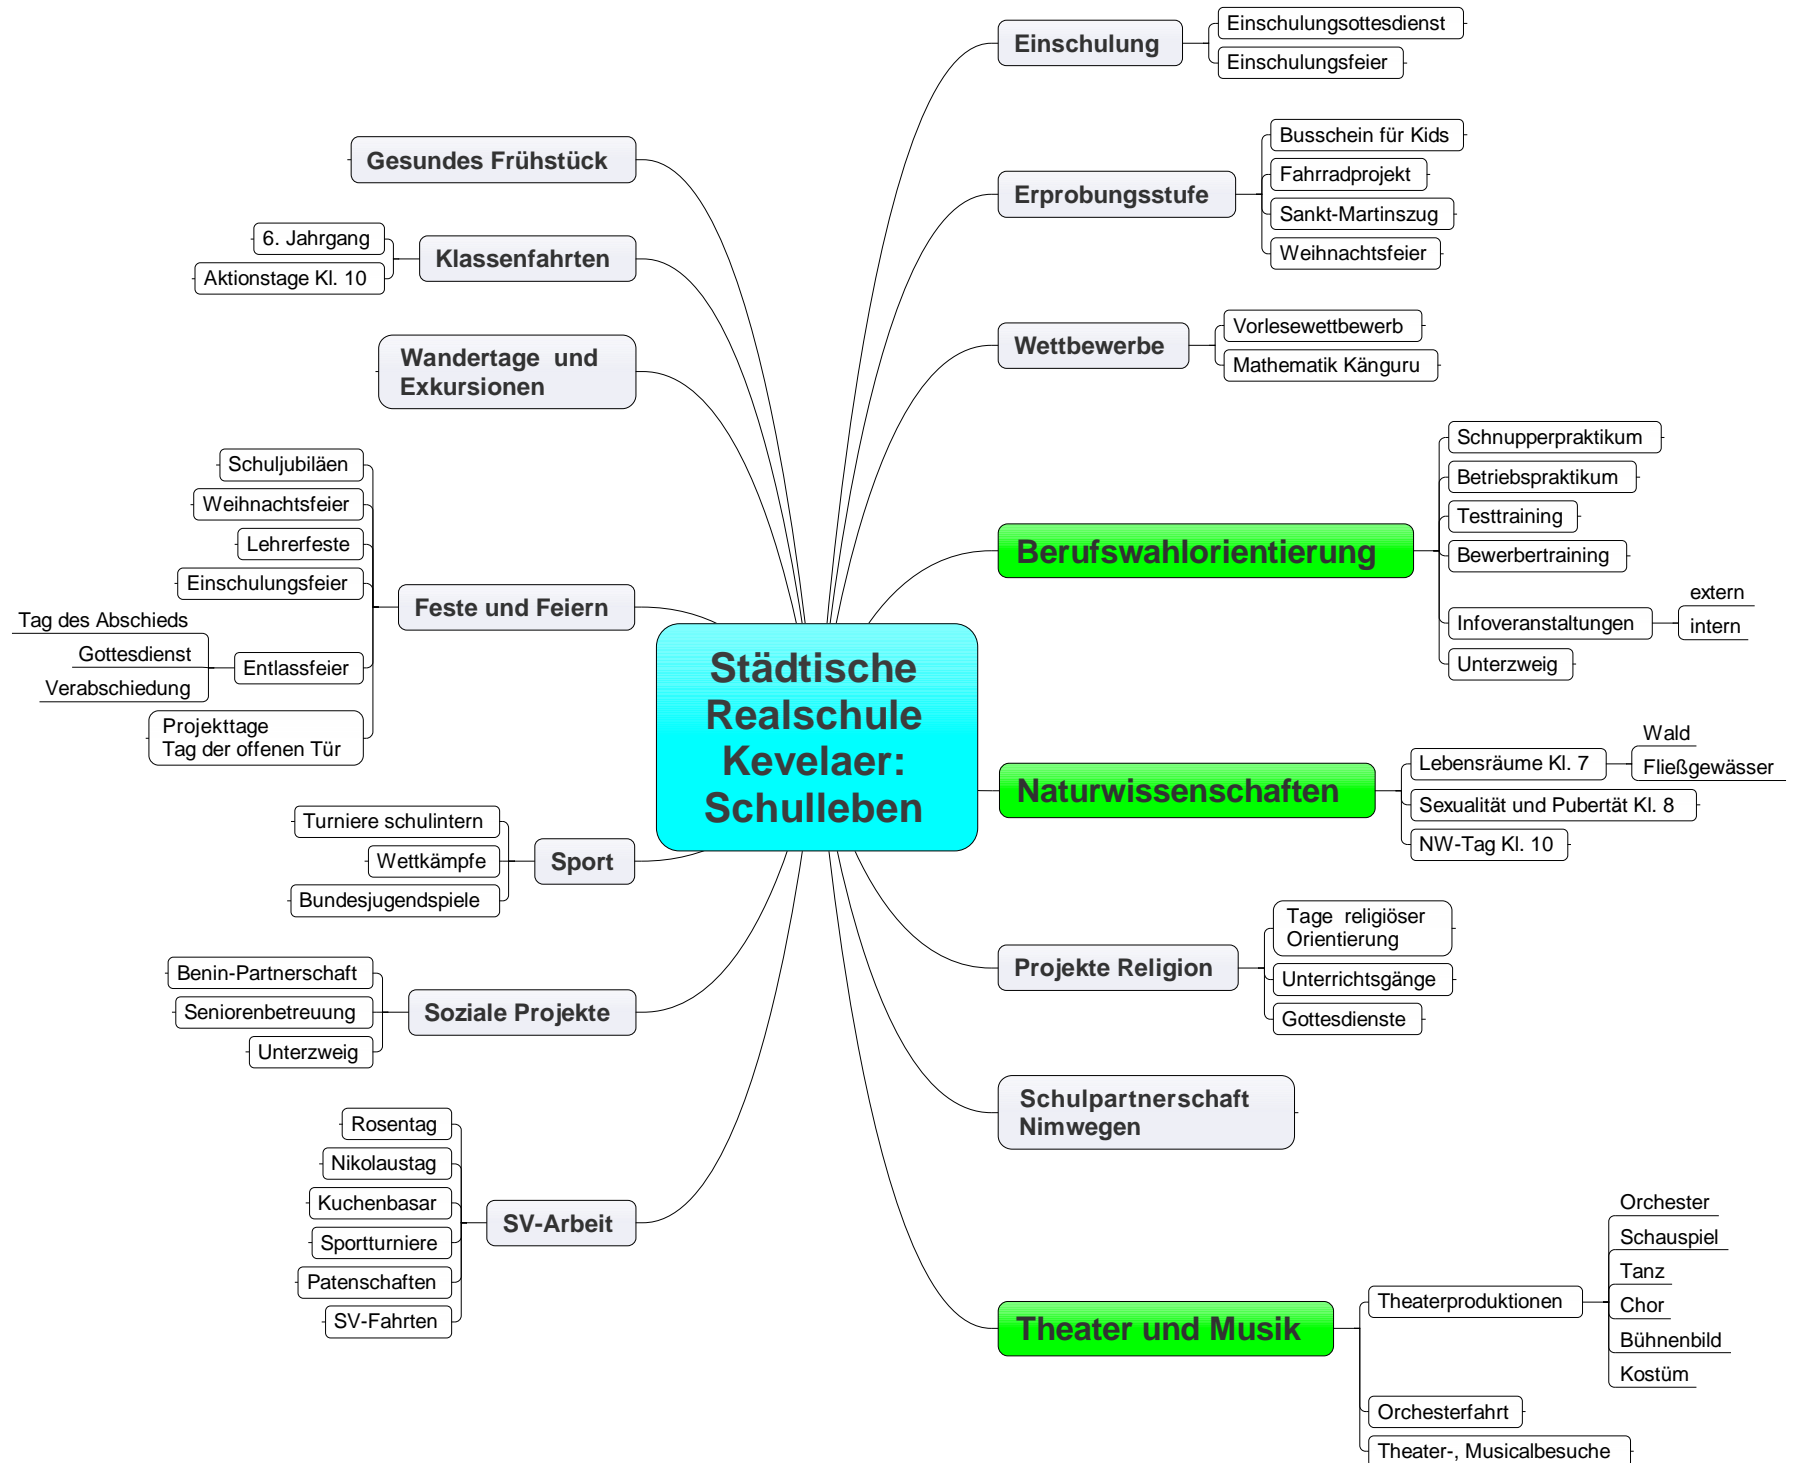 Städtische
Realschule
Kevelaer:
Schulleben
Einschulung
Einschulungsottesdienst
Einschulungsfeier
Erprobungsstufe
Busschein für Kids
Fahrradprojekt
Sankt-Martinszug
Weihnachtsfeier
Wettbewerbe
Vorlesewettbewerb
Mathematik Känguru
Berufswahlorientierung
Schnupperpraktikum
Betriebspraktikum
Testtraining
Bewerbertraining
Infoveranstaltungen
extern
intern
Unterzweig
Naturwissenschaften
Lebensräume Kl. 7
Wald
Fließgewässer
Sexualität und Pubertät Kl. 8
NW-Tag Kl. 10
Projekte Religion
Tage religiöser
Orientierung
Unterrichtsgänge
Gottesdienste
Schulpartnerschaft
Nimwegen
Theater und Musik
Theaterproduktionen
Orchester
Schauspiel
Tanz
Chor
Bühnenbild
Kostüm
Orchesterfahrt
Theater-, Musicalbesuche
Gesundes Frühstück
Klassenfahrten
6. Jahrgang
Aktionstage Kl. 10
Wandertage und
Exkursionen
Feste und Feiern
Schuljubiläen
Weihnachtsfeier
Lehrerfeste
Einschulungsfeier
Entlassfeier
Tag des Abschieds
Gottesdienst
Verabschiedung
Projekttage
Tag der offenen Tür
Sport
Turniere schulintern
Wettkämpfe
Bundesjugendspiele
Soziale Projekte
Benin-Partnerschaft
Seniorenbetreuung
Unterzweig
SV-Arbeit
Rosentag
Nikolaustag
Kuchenbasar
Sportturniere
Patenschaften
SV-Fahrten